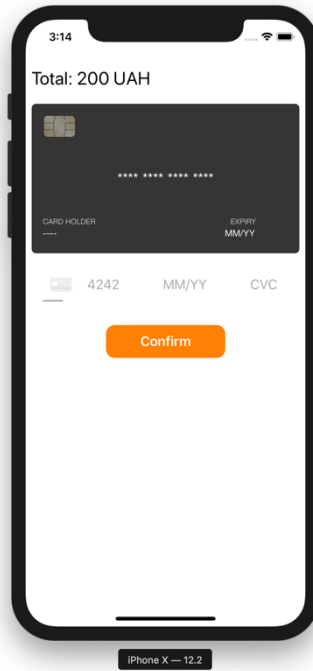 3:14
Total: 200 UAH
**** **** **** ****
CARD HOLDER EXPIRY
---- MM/YY
4242 MM/YY CVC
Confirm
iPhone X — 12.2